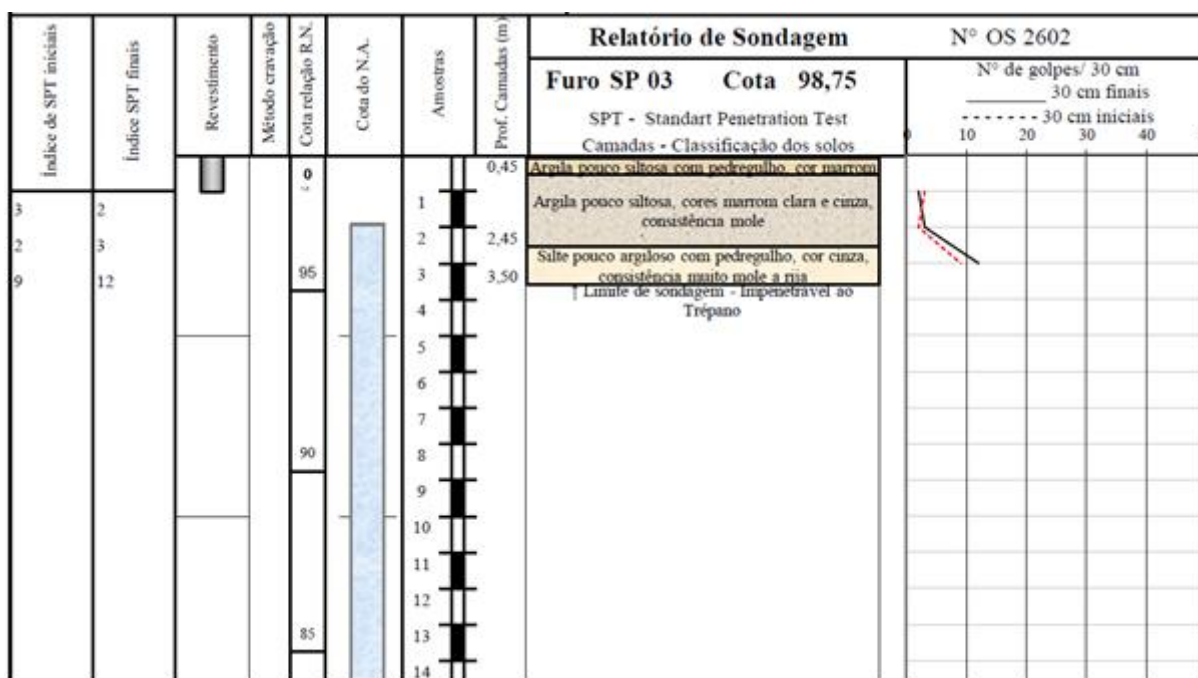 Índice de SPT iniciais
Índice SPT finais
Revestimento
Método cravação
Cota relação R.N.
Cota do N.A.
Amostras
Prof. Camadas (m)
Relatório de Sondagem
N° OS 2602
Furo SP 03 Cota 98,75
SPT - Standart Penetration Test
Camadas - Classificação dos solos
N° de golpes/ 30 cm
30 cm finais
30 cm iniciais
0 10 20 30 40
0
0,45 Argila pouco siltosa com pedregulho, cor marrom
3 2
1
Argila pouco siltosa, cores marrom clara e cinza,
consistência mole
2 3
2
2,45
Silte pouco argiloso com pedregulho, cor cinza,
consistência muito mole a rija
9 12
95
3
3,50
↑ Limite de sondagem - Impenetrável ao
Trépano
4
5
6
7
90
8
9
10
11
12
85
13
14